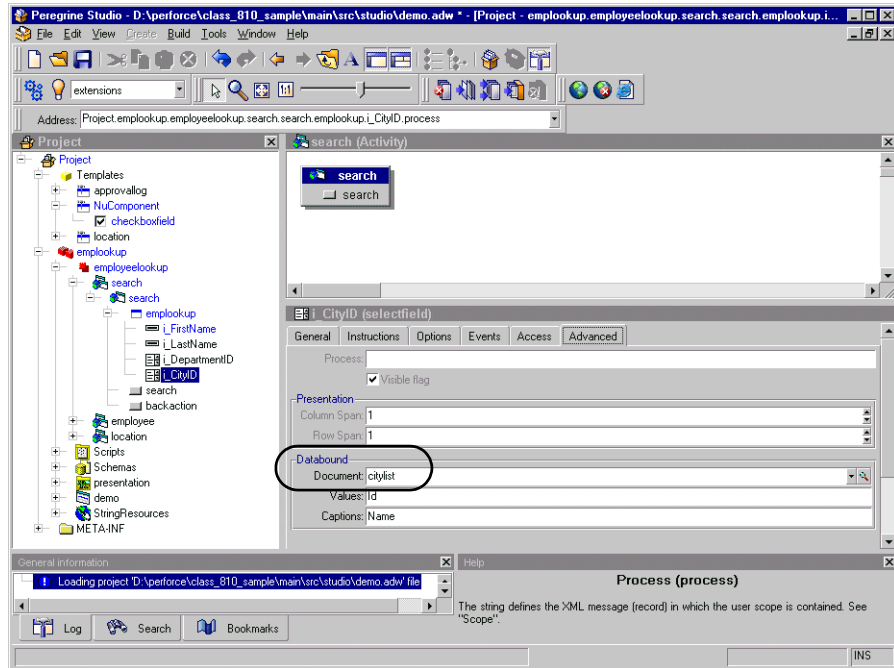 Peregrine Studio - D:\perforce\class_810_sample\main\src\studio\demo.adw * - [Project - emplookup.employeelookup.search.search.emplookup.i...
File Edit View Create Build Tools Window Help
extensions
1:1
Address: Project.emplookup.employeelookup.search.search.emplookup.i_CityID.process
Project
Project
Templates
approvallog
NuComponent
checkboxfield
location
emplookup
employeelookup
search
search
emplookup
i_FirstName
i_LastName
i_DepartmentID
i_CityID
search
backaction
employee
location
Scripts
Schemas
presentation
demo
StringResources
META-INF
search (Activity)
search
search
i_CityID (selectfield)
General Instructions Options Events Access Advanced
Process:
Visible flag
Presentation
Column Span: 1
Row Span: 1
Databound
Document: citylist
Values: Id
Captions: Name
General information
Loading project 'D:\perforce\class_810_sample\main\src\studio\demo.adw' file
Log Search Bookmarks
Help
Process (process)
The string defines the XML message (record) in which the user scope is contained. See
"Scope".
INS